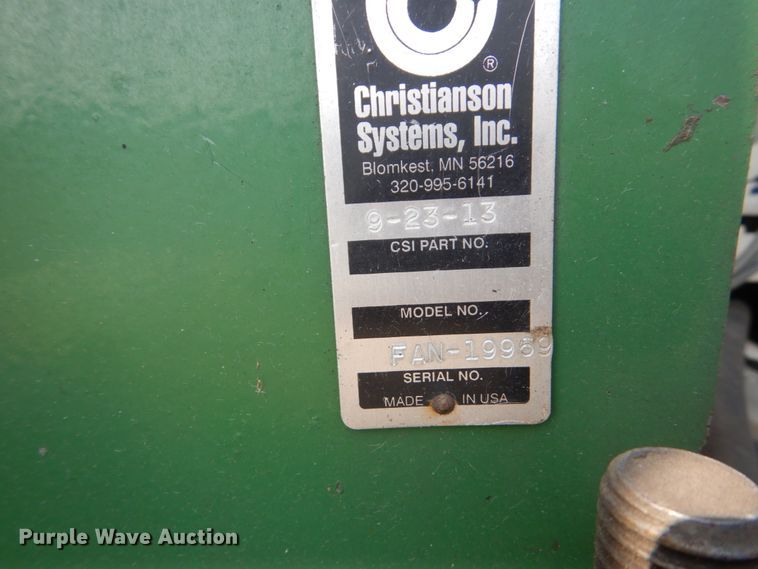 ®
Christianson
Systems, Inc.
Blomkest, MN 56216
320-995-6141
9-23-13
CSI PART NO.
MODEL NO.
FAN-19969
SERIAL NO.
MADE IN USA
Purple Wave Auction